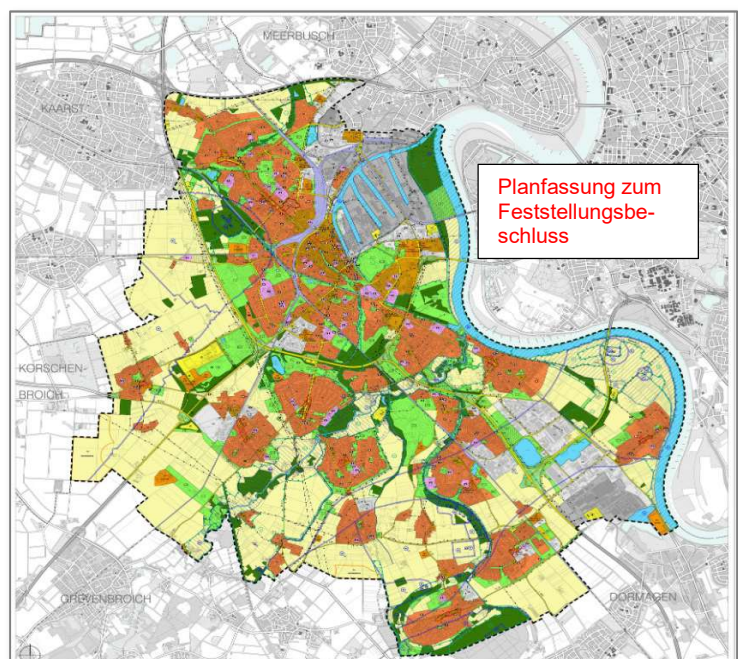 MEERBUSCH
KAARST
Planfassung zum
Feststellungsbe-
schluss
KORSCHEN-
BROICH
GREVENBROICH
DORMAGEN